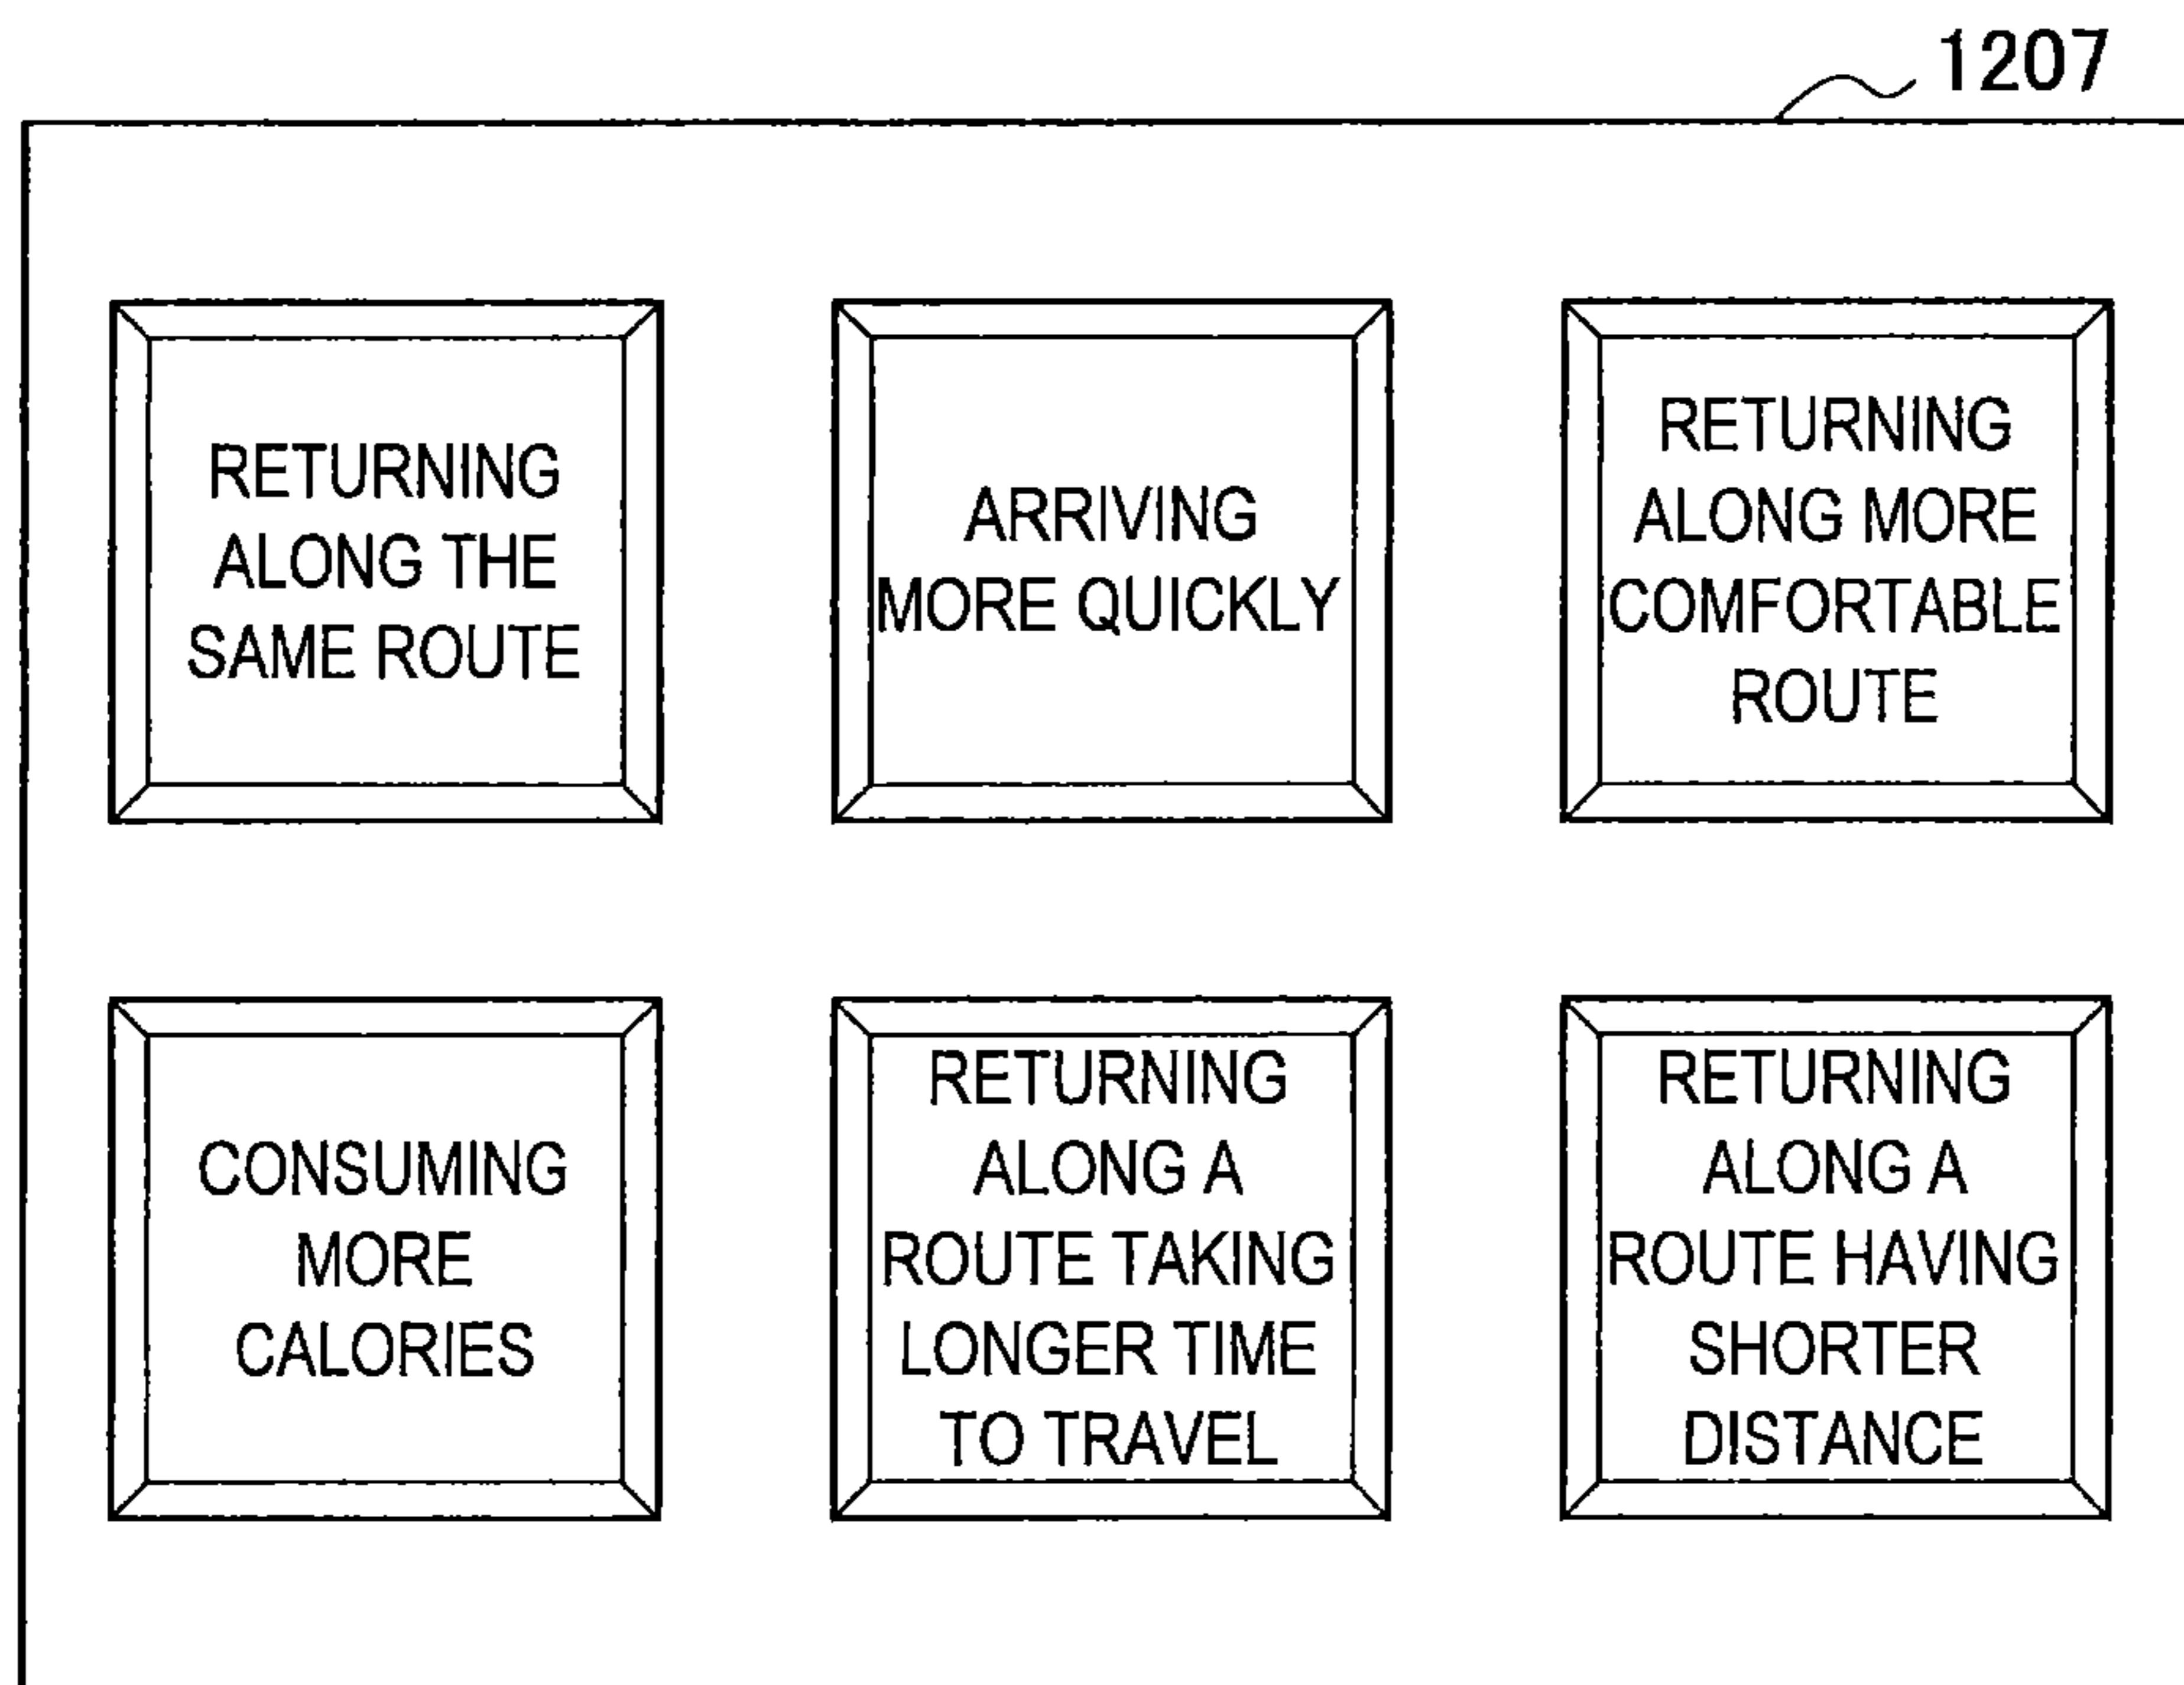 1207
RETURNING
ALONG THE
SAME ROUTE
ARRIVING
MORE QUICKLY
RETURNING
ALONG MORE
COMFORTABLE
ROUTE
CONSUMING
MORE
CALORIES
RETURNING
ALONG A
ROUTE TAKING
LONGER TIME
TO TRAVEL
RETURNING
ALONG A
ROUTE HAVING
SHORTER
DISTANCE